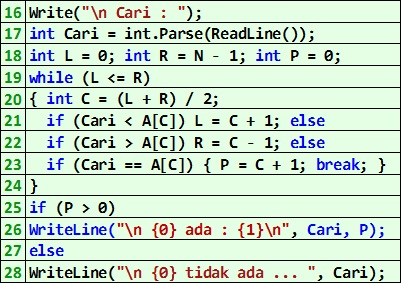 16 Write("\n Cari : ");
17 int Cari = int.Parse(ReadLine());
18 int L = 0; int R = N - 1; int P = 0;
19 while (L <= R)
20 { int C = (L + R) / 2;
21 if (Cari < A[C]) L = C + 1; else
22 if (Cari > A[C]) R = C - 1; else
23 if (Cari == A[C]) { P = C + 1; break; }
24 }
25 if (P > 0)
26 WriteLine("\n {0} ada : {1}\n", Cari, P);
27 else
28 WriteLine("\n {0} tidak ada ... ", Cari);